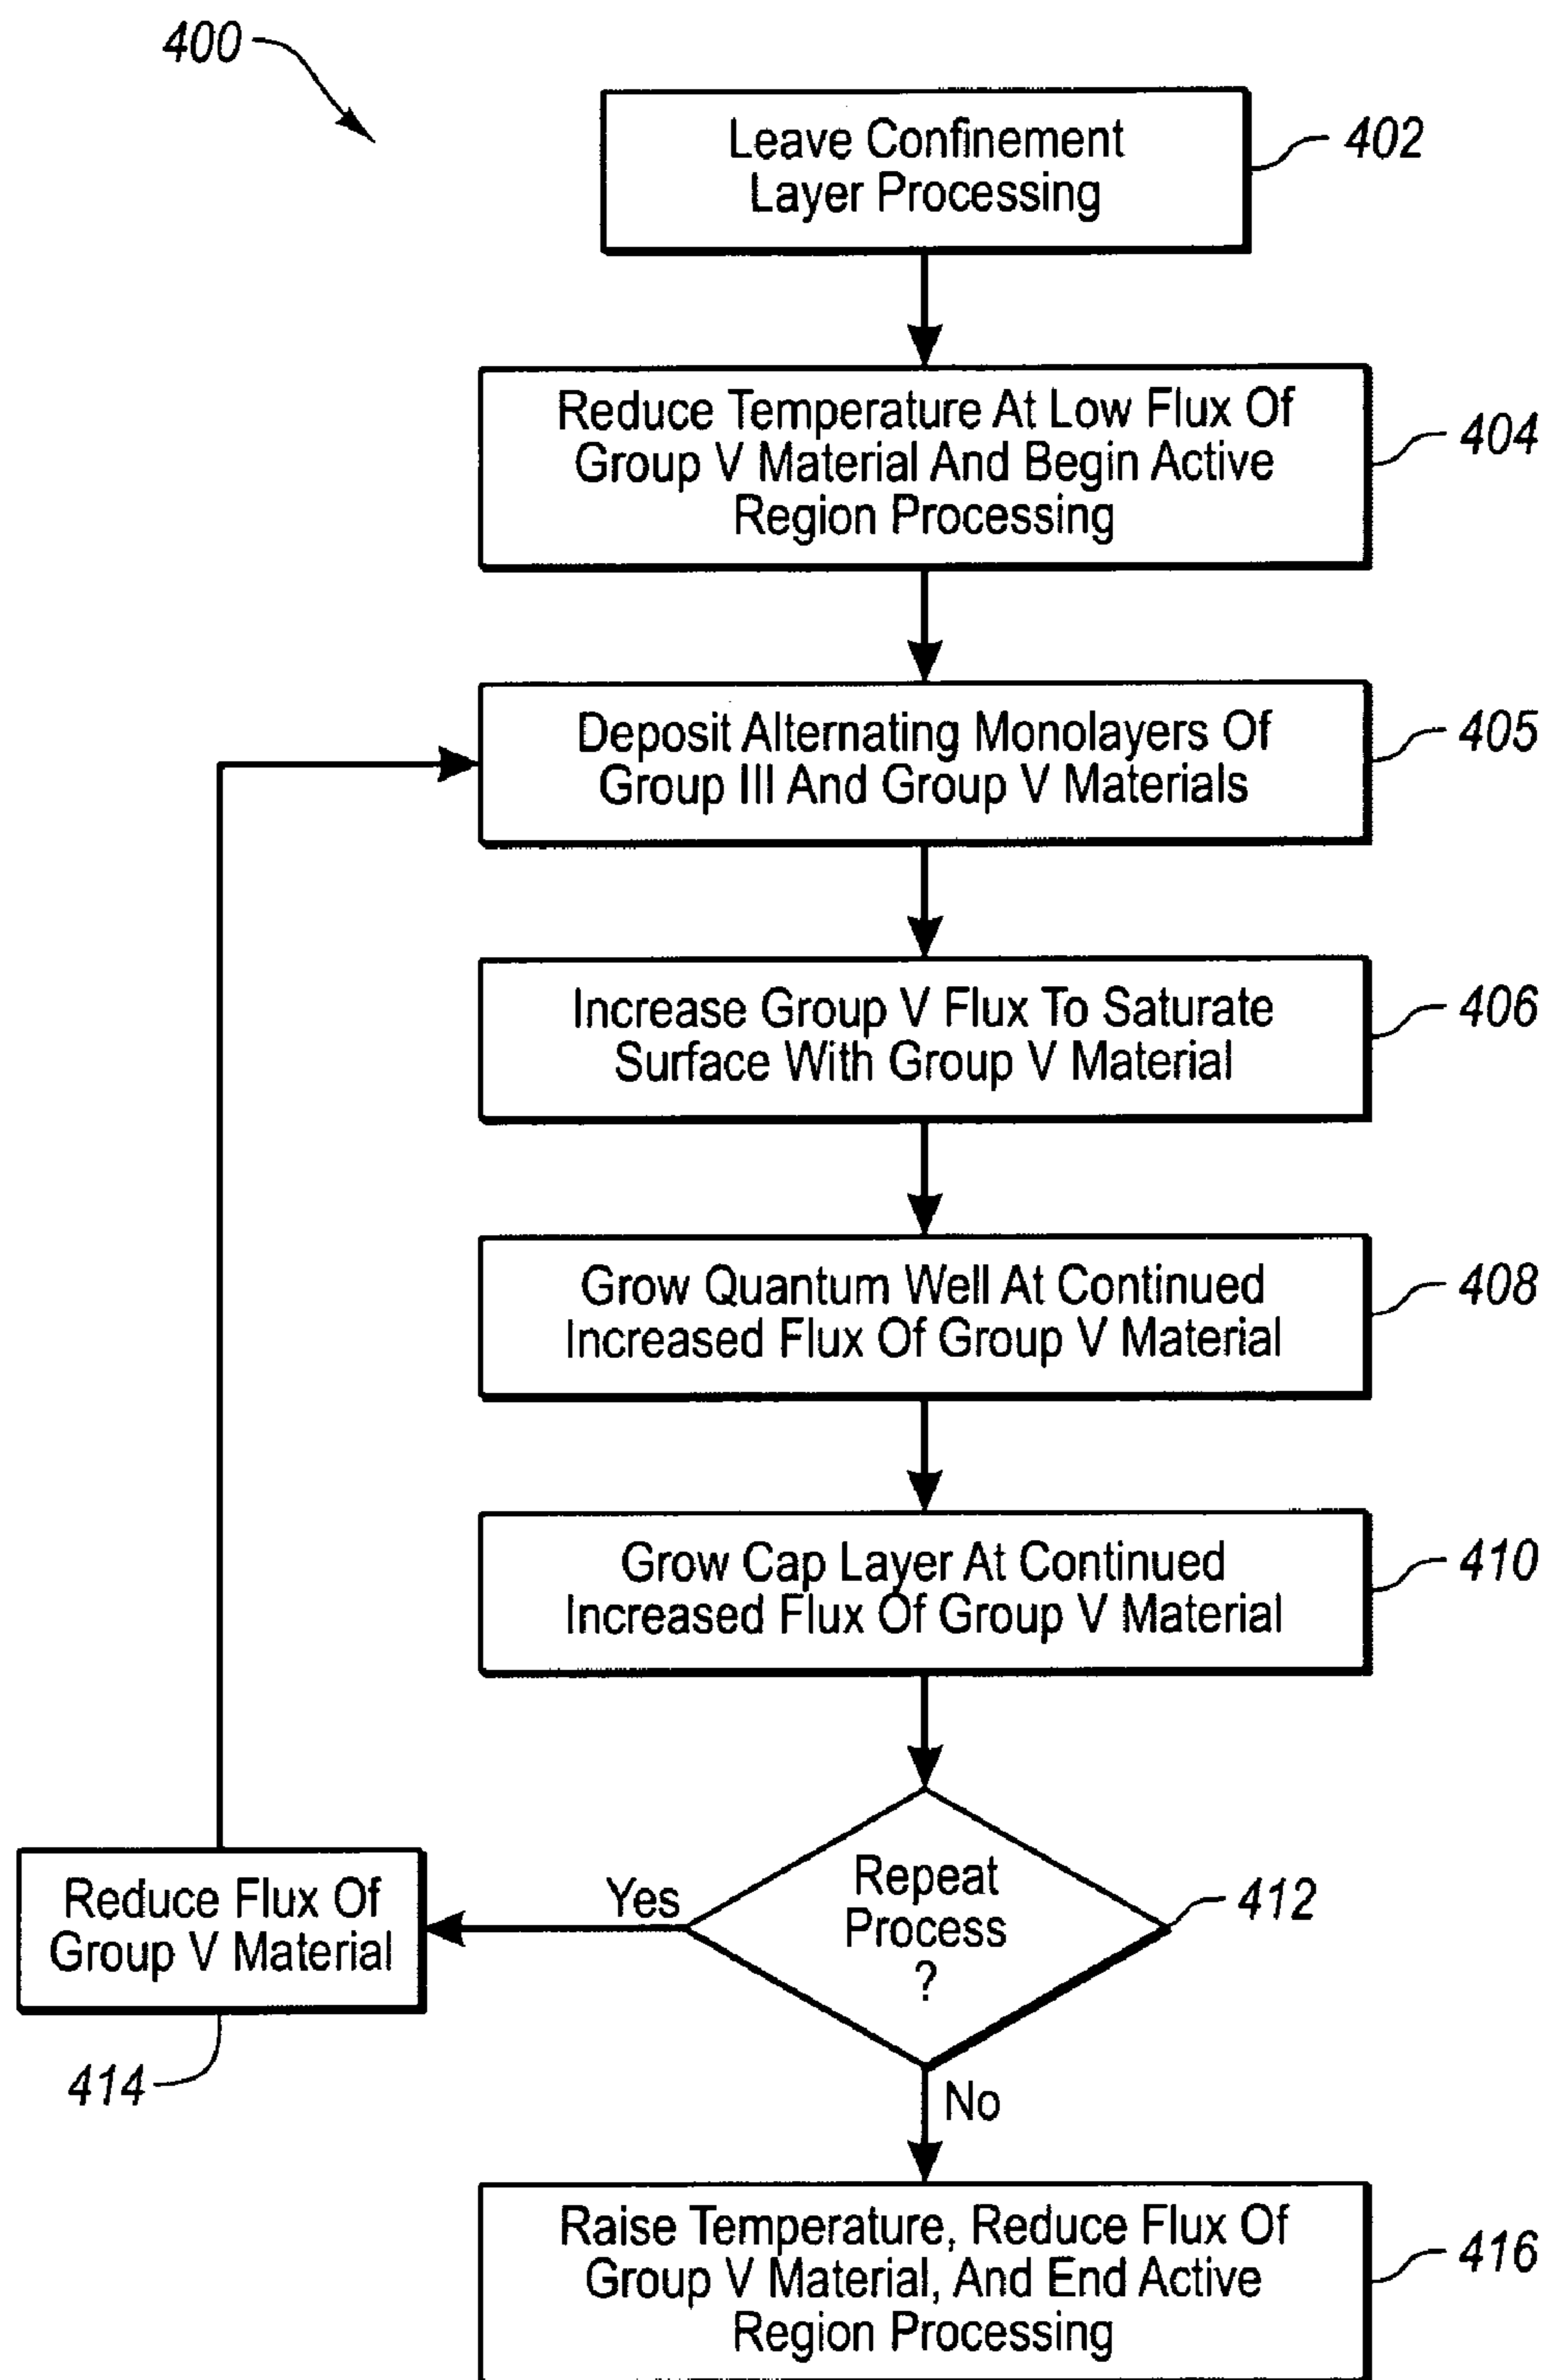 400
Leave Confinement
Layer Processing
402
Reduce Temperature At Low Flux Of
Group V Material And Begin Active
Region Processing
404
Deposit Alternating Monolayers Of
Group III And Group V Materials
405
Increase Group V Flux To Saturate
Surface With Group V Material
406
Grow Quantum Well At Continued
Increased Flux Of Group V Material
408
Grow Cap Layer At Continued
Increased Flux Of Group V Material
410
Repeat
Process
?
412
Yes
Reduce Flux Of
Group V Material
414
No
Raise Temperature, Reduce Flux Of
Group V Material, And End Active
Region Processing
416